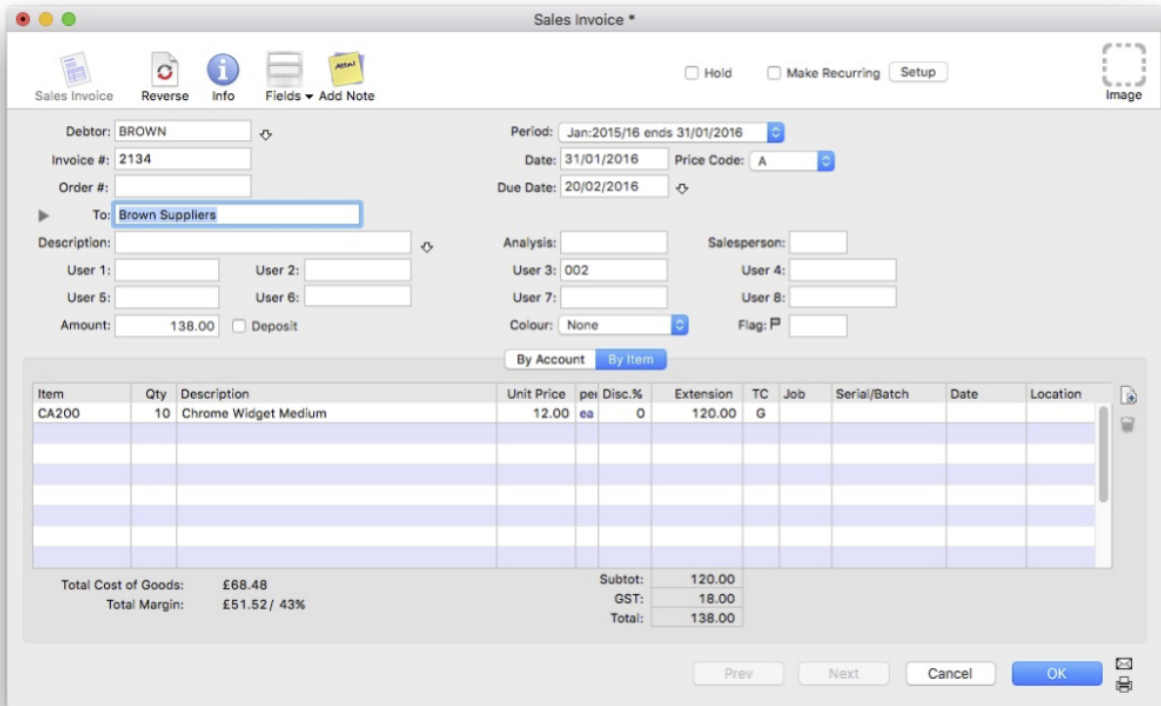 Sales Invoice *
Sales Invoice Reverse Info Fields Add Note Hold Make Recurring Setup Image
Attn!
Debtor: BROWN Period: Jan:2015/16 ends 31/01/2016
Invoice #: 2134 Date: 31/01/2016 Price Code: A
Order #: Due Date: 20/02/2016
To: Brown Suppliers
Description: Analysis: Salesperson:
User 1: User 2: User 3: 002 User 4:
User 5: User 6: User 7: User 8:
Amount: 138.00 Deposit Colour: None Flag:
By Account By Item
Item Qty Description Unit Price per Disc.% Extension TC Job Serial/Batch Date Location
CA200 10 Chrome Widget Medium 12.00 ea 0 120.00 G
Total Cost of Goods: £68.48 Subtot: 120.00
Total Margin: £51.52/ 43% GST: 18.00
Total: 138.00
Prev Next Cancel OK